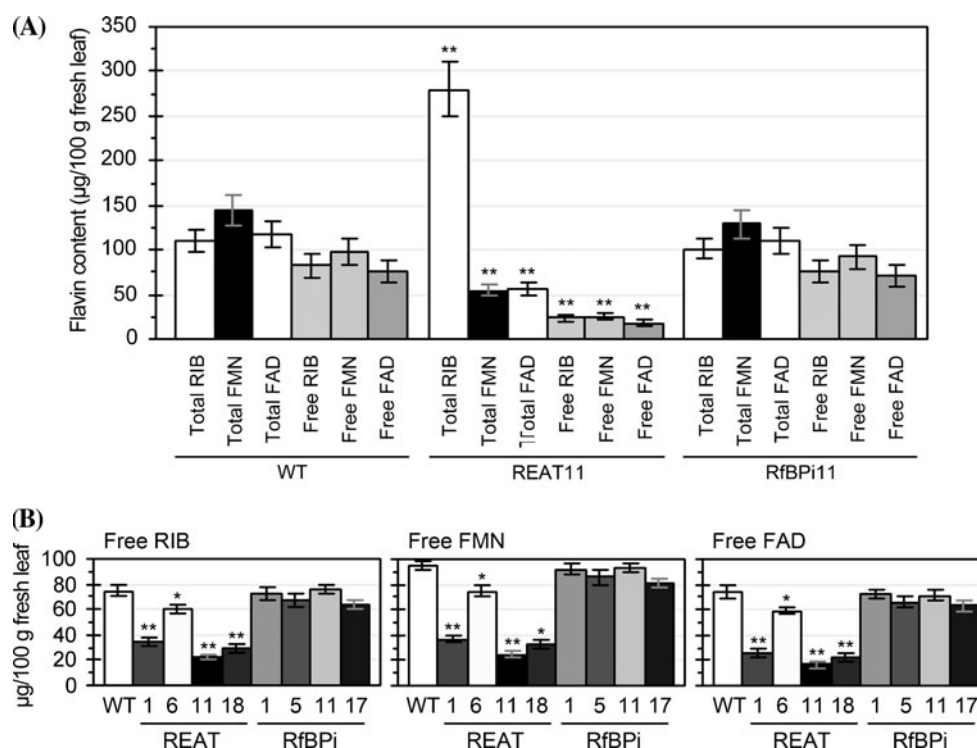 (A)
Flavin content (µg/100 g fresh leaf)
350
300
250
200
150
100
50
0
** ** ** ** ** **
Total RIB Total FMN Total FAD Free RIB Free FMN Free FAD Total RIB Total FMN Total FAD Free RIB Free FMN Free FAD Total RIB Total FMN Total FAD Free RIB Free FMN Free FAD
WT REAT11 RfBPi11
(B)
Free RIB Free FMN Free FAD
µg/100 g fresh leaf
100
80
60
40
20
0
** * ** ** ** * ** * ** * ** **
WT 1 6 11 18 1 5 11 17 WT 1 6 11 18 1 5 11 17 WT 1 6 11 18 1 5 11 17
REAT RfBPi REAT RfBPi REAT RfBPi